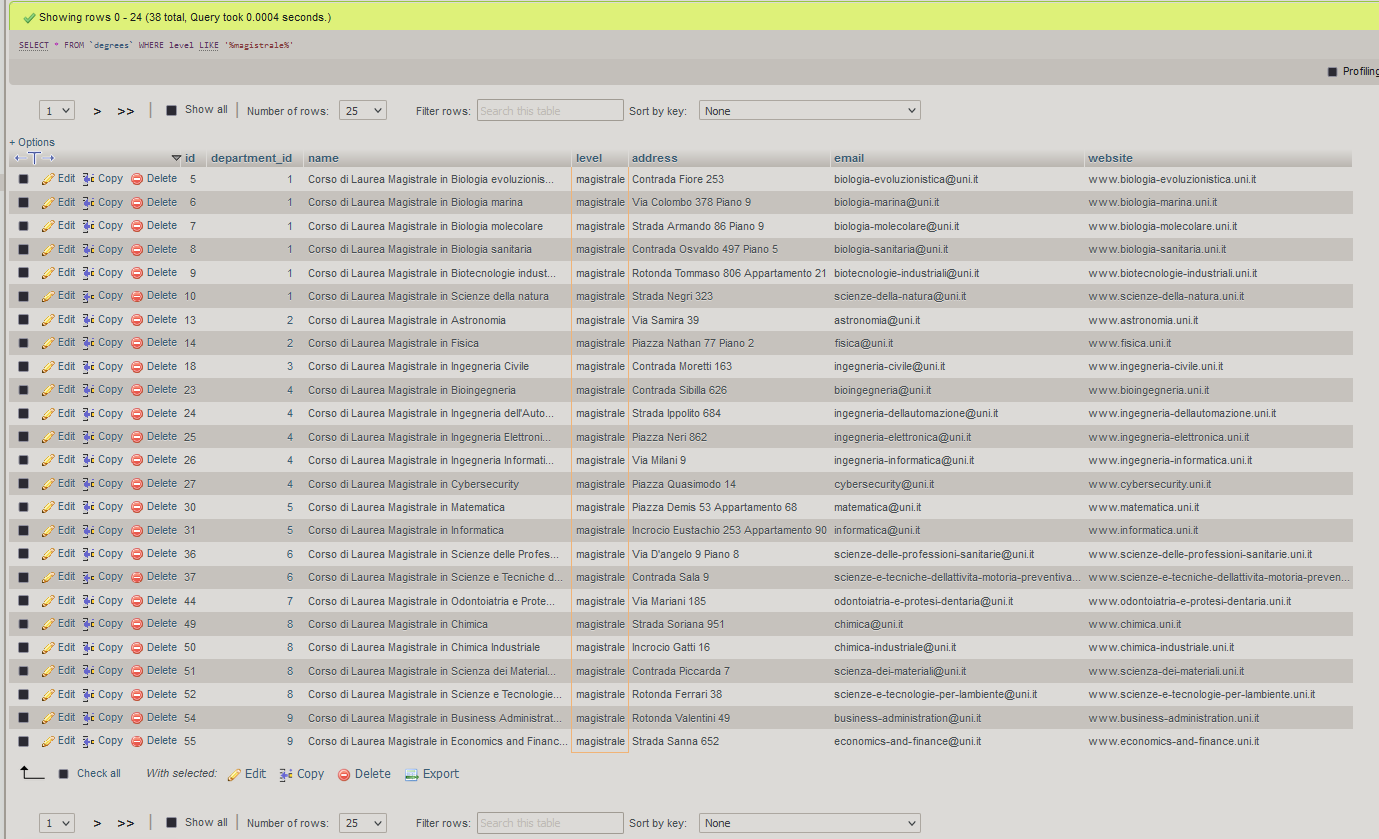 Showing rows 0 - 24 (38 total, Query took 0.0004 seconds.)
SELECT * FROM `degrees` WHERE level LIKE '%magistrale%'
Profiling
1 > >> Show all Number of rows: 25 Filter rows: Search this table Sort by key: None
+ Options
id department_id name level address email website
Edit Copy Delete 5 1 Corso di Laurea Magistrale in Biologia evoluzionis... magistrale Contrada Fiore 253 biologia-evoluzionistica@uni.it www.biologia-evoluzionistica.uni.it
Edit Copy Delete 6 1 Corso di Laurea Magistrale in Biologia marina magistrale Via Colombo 378 Piano 9 biologia-marina@uni.it www.biologia-marina.uni.it
Edit Copy Delete 7 1 Corso di Laurea Magistrale in Biologia molecolare magistrale Strada Armando 86 Piano 9 biologia-molecolare@uni.it www.biologia-molecolare.uni.it
Edit Copy Delete 8 1 Corso di Laurea Magistrale in Biologia sanitaria magistrale Contrada Osvaldo 497 Piano 5 biologia-sanitaria@uni.it www.biologia-sanitaria.uni.it
Edit Copy Delete 9 1 Corso di Laurea Magistrale in Biotecnologie indust... magistrale Rotonda Tommaso 806 Appartamento 21 biotecnologie-industriali@uni.it www.biotecnologie-industriali.uni.it
Edit Copy Delete 10 1 Corso di Laurea Magistrale in Scienze della natura magistrale Strada Negri 323 scienze-della-natura@uni.it www.scienze-della-natura.uni.it
Edit Copy Delete 13 2 Corso di Laurea Magistrale in Astronomia magistrale Via Samira 39 astronomia@uni.it www.astronomia.uni.it
Edit Copy Delete 14 2 Corso di Laurea Magistrale in Fisica magistrale Piazza Nathan 77 Piano 2 fisica@uni.it www.fisica.uni.it
Edit Copy Delete 18 3 Corso di Laurea Magistrale in Ingegneria Civile magistrale Contrada Moretti 163 ingegneria-civile@uni.it www.ingegneria-civile.uni.it
Edit Copy Delete 23 4 Corso di Laurea Magistrale in Bioingegneria magistrale Contrada Sibilla 626 bioingegneria@uni.it www.bioingegneria.uni.it
Edit Copy Delete 24 4 Corso di Laurea Magistrale in Ingegneria dell'Auto... magistrale Strada Ippolito 684 ingegneria-dellautomazione@uni.it www.ingegneria-dellautomazione.uni.it
Edit Copy Delete 25 4 Corso di Laurea Magistrale in Ingegneria Elettroni... magistrale Piazza Neri 862 ingegneria-elettronica@uni.it www.ingegneria-elettronica.uni.it
Edit Copy Delete 26 4 Corso di Laurea Magistrale in Ingegneria Informati... magistrale Via Milani 9 ingegneria-informatica@uni.it www.ingegneria-informatica.uni.it
Edit Copy Delete 27 4 Corso di Laurea Magistrale in Cybersecurity magistrale Piazza Quasimodo 14 cybersecurity@uni.it www.cybersecurity.uni.it
Edit Copy Delete 30 5 Corso di Laurea Magistrale in Matematica magistrale Piazza Demis 53 Appartamento 68 matematica@uni.it www.matematica.uni.it
Edit Copy Delete 31 5 Corso di Laurea Magistrale in Informatica magistrale Incrocio Eustachio 253 Appartamento 90 informatica@uni.it www.informatica.uni.it
Edit Copy Delete 36 6 Corso di Laurea Magistrale in Scienze delle Profes... magistrale Via D'angelo 9 Piano 8 scienze-delle-professioni-sanitarie@uni.it www.scienze-delle-professioni-sanitarie.uni.it
Edit Copy Delete 37 6 Corso di Laurea Magistrale in Scienze e Tecniche d... magistrale Contrada Sala 9 scienze-e-tecniche-dellattivita-motoria-preventiva... www.scienze-e-tecniche-dellattivita-motoria-preven...
Edit Copy Delete 44 7 Corso di Laurea Magistrale in Odontoiatria e Prote... magistrale Via Mariani 185 odontoiatria-e-protesi-dentaria@uni.it www.odontoiatria-e-protesi-dentaria.uni.it
Edit Copy Delete 49 8 Corso di Laurea Magistrale in Chimica magistrale Strada Soriana 951 chimica@uni.it www.chimica.uni.it
Edit Copy Delete 50 8 Corso di Laurea Magistrale in Chimica Industriale magistrale Incrocio Gatti 16 chimica-industriale@uni.it www.chimica-industriale.uni.it
Edit Copy Delete 51 8 Corso di Laurea Magistrale in Scienza dei Material... magistrale Contrada Piccarda 7 scienza-dei-materiali@uni.it www.scienza-dei-materiali.uni.it
Edit Copy Delete 52 8 Corso di Laurea Magistrale in Scienze e Tecnologie... magistrale Rotonda Ferrari 38 scienze-e-tecnologie-per-lambiente@uni.it www.scienze-e-tecnologie-per-lambiente.uni.it
Edit Copy Delete 54 9 Corso di Laurea Magistrale in Business Administrat... magistrale Rotonda Valentini 49 business-administration@uni.it www.business-administration.uni.it
Edit Copy Delete 55 9 Corso di Laurea Magistrale in Economics and Financ... magistrale Strada Sanna 652 economics-and-finance@uni.it www.economics-and-finance.uni.it
Check all With selected: Edit Copy Delete Export
1 > >> Show all Number of rows: 25 Filter rows: Search this table Sort by key: None